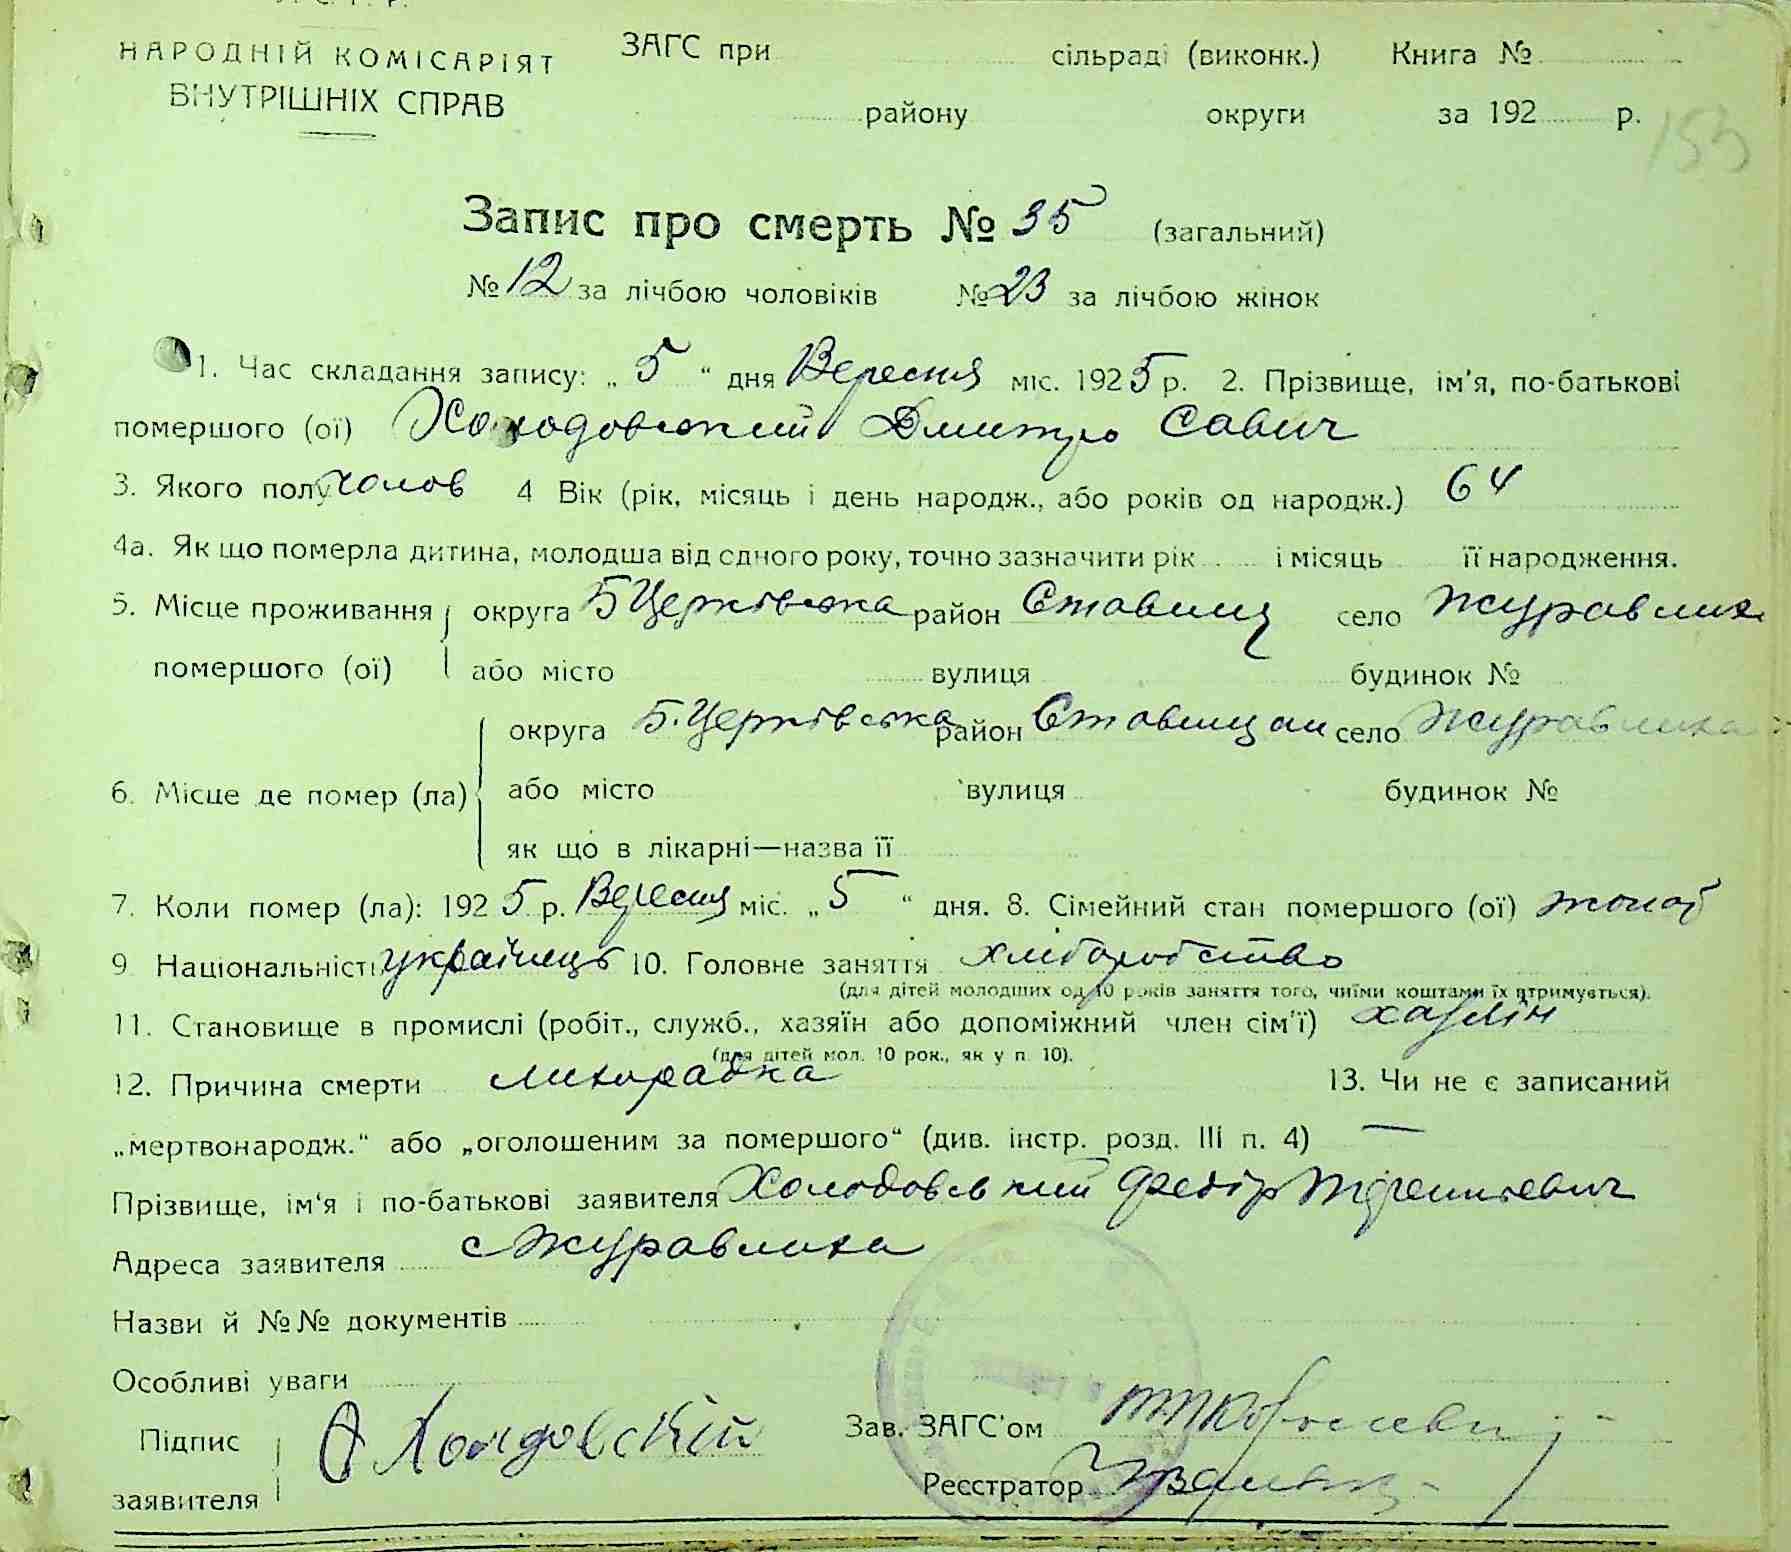 НАРОДНІЙ КОМІСАРІЯТ ЗАГС при сільраді (виконк.) Книга №
ВНУТРІШНІХ СПРАВ району округи за 192 р.
153
Запис про смерть № 35 (загальний)
№ 12 за лічбою чоловіків № 23 за лічбою жінок
1. Час складання запису: „ 5 “ дня Вересня міс. 1925 р. 2. Прізвище, ім'я, по-батькові
помершого (ої) Холодовський Дмитро Савич
3. Якого полу чолов 4 Вік (рік, місяць і день народж., або років од народж.) 64
4а. Як що померла дитина, молодша від єдного року, точно зазначити рік і місяць її народження.
5. Місце проживання округа БЦерківська район Ставищ село Журавлиха
помершого (ої) або місто вулиця будинок №
округа Б.Церківська район Ставищан село Журавлиха
6. Місце де помер (ла) або місто вулиця будинок №
як що в лікарні—назва її
7. Коли помер (ла): 1925 р. Вересня міс. „ 5 “ дня. 8. Сімейний стан помершого (ої) жонат
9 Національність українець 10. Головне заняття хліборобство
(для дітей молодших од 10 років заняття того, чиїми коштами їх втримується).
11. Становище в промислі (робіт., служб., хазяїн або допоміжний член сім'ї) хазяїн
(для дітей мол. 10 рок., як у п. 10).
12. Причина смерти лихорадка 13. Чи не є записаний
„мертвонародж.“ або „оголошеним за помершого“ (див. інстр. розд. III п. 4) —
Прізвище, ім'я і по-батькові заявителя Холодовський Федір
Адреса заявителя с Журавлиха
Назви й №№ документів
Особливі уваги
Підпис Зав. ЗАГС'ом
заявителя Реєстратор